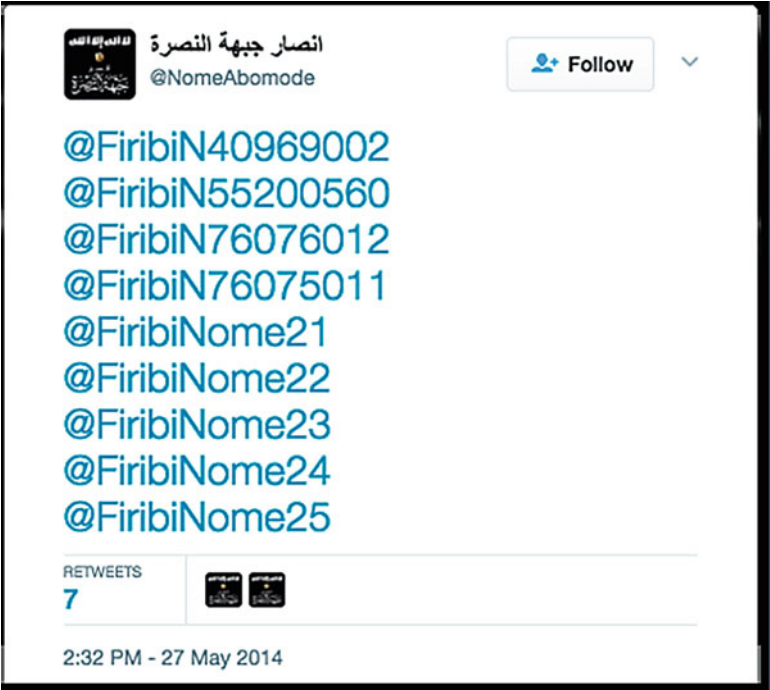 انصار جبهة النصرة
@NomeAbomode
Follow
@FiribiN40969002
@FiribiN55200560
@FiribiN76076012
@FiribiN76075011
@FiribiNome21
@FiribiNome22
@FiribiNome23
@FiribiNome24
@FiribiNome25
RETWEETS
7
2:32 PM - 27 May 2014